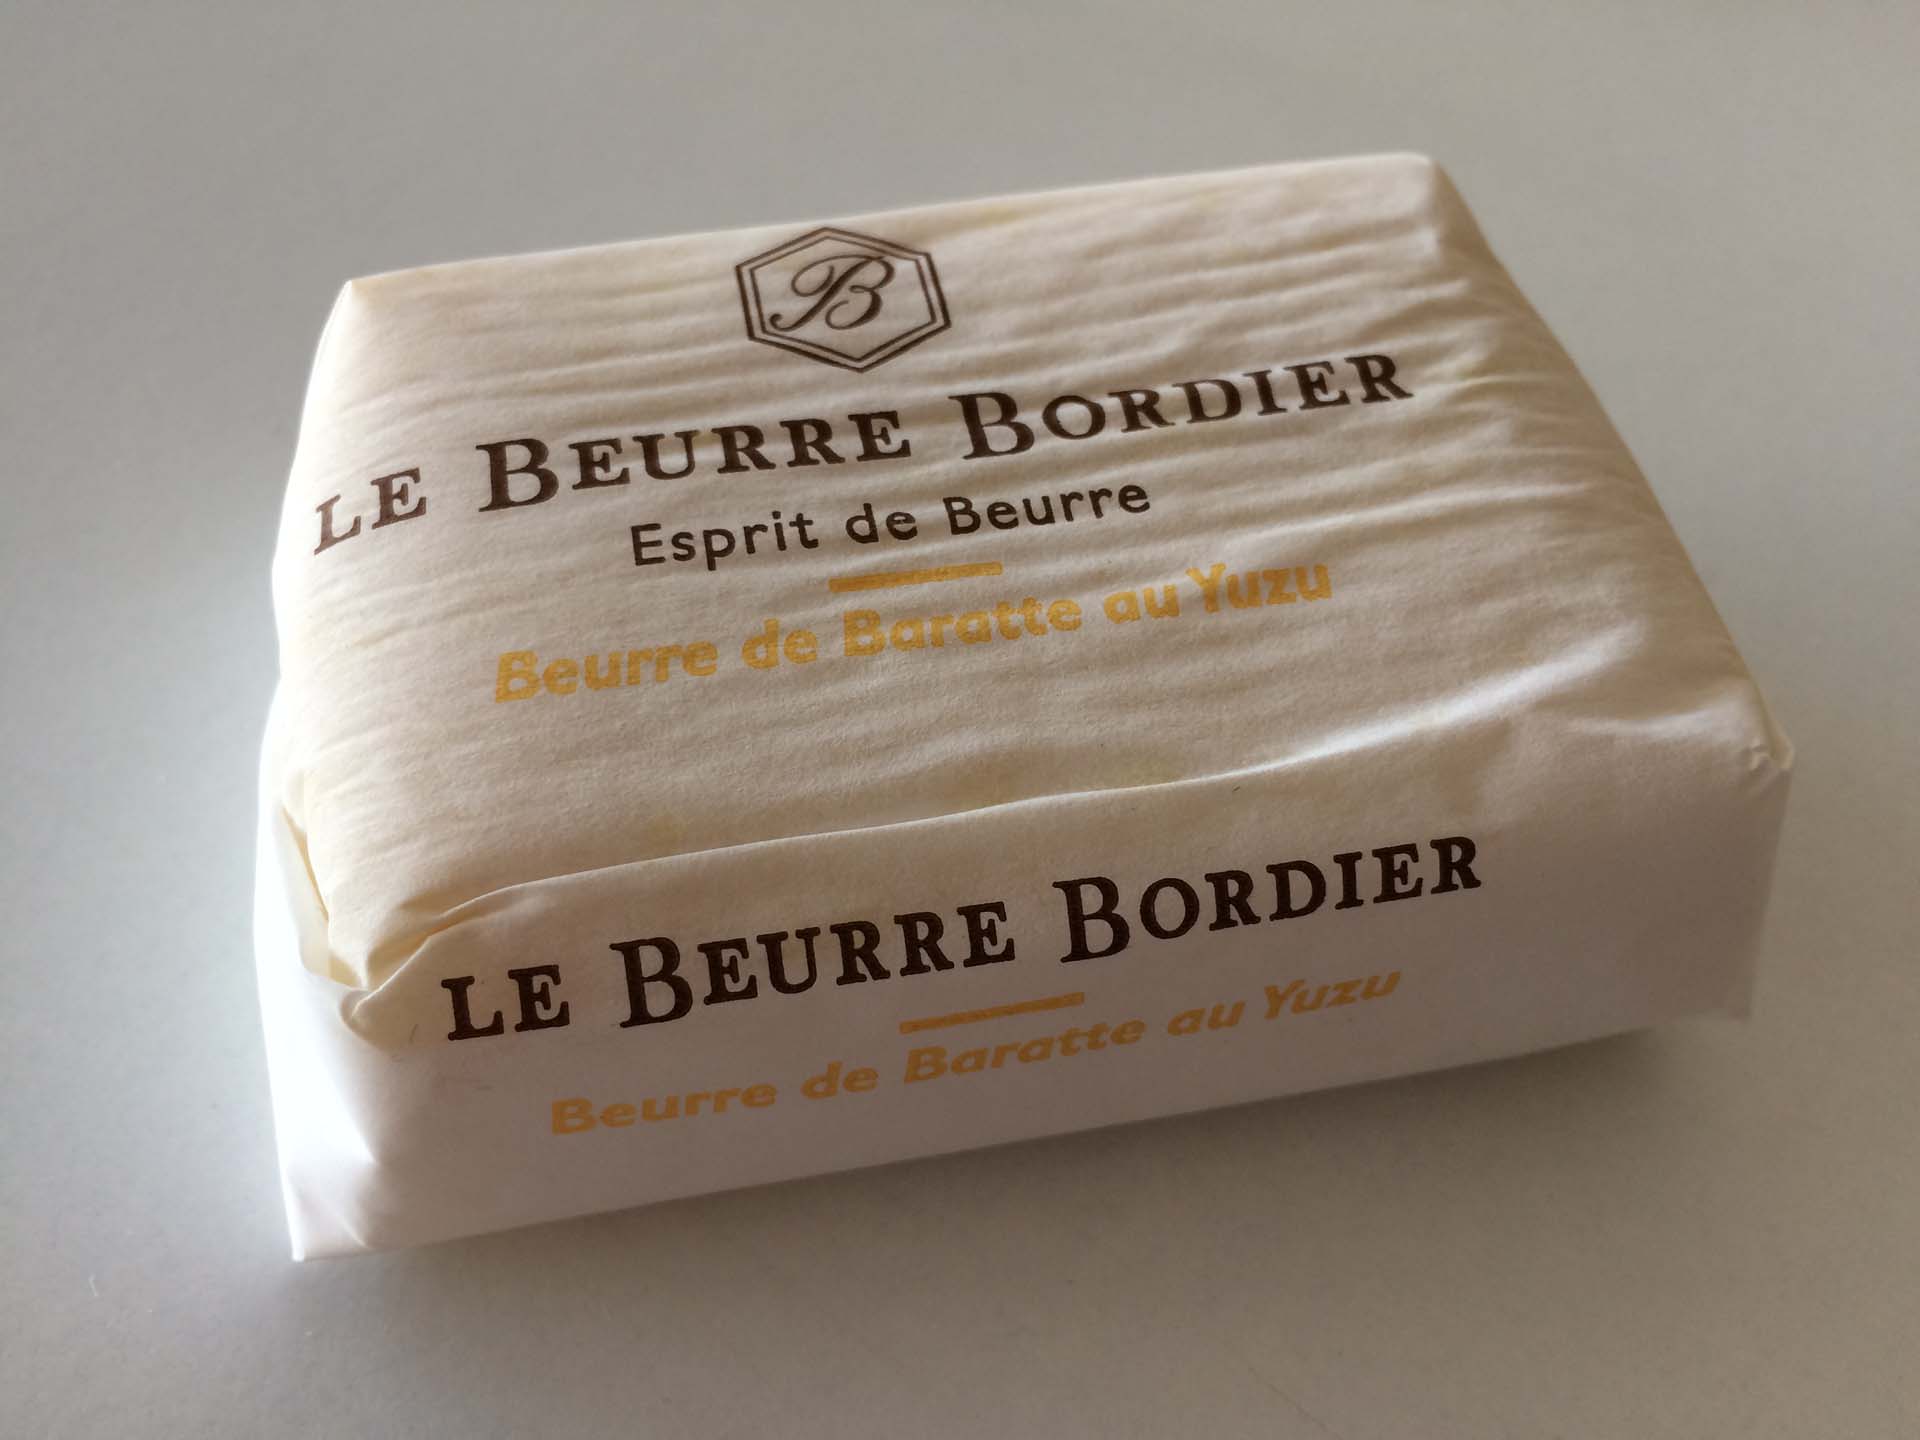 B
LE BEURRE BORDIER
Esprit de Beurre
Beurre de Baratte au Yuzu
LE BEURRE BORDIER
Beurre de Baratte au Yuzu